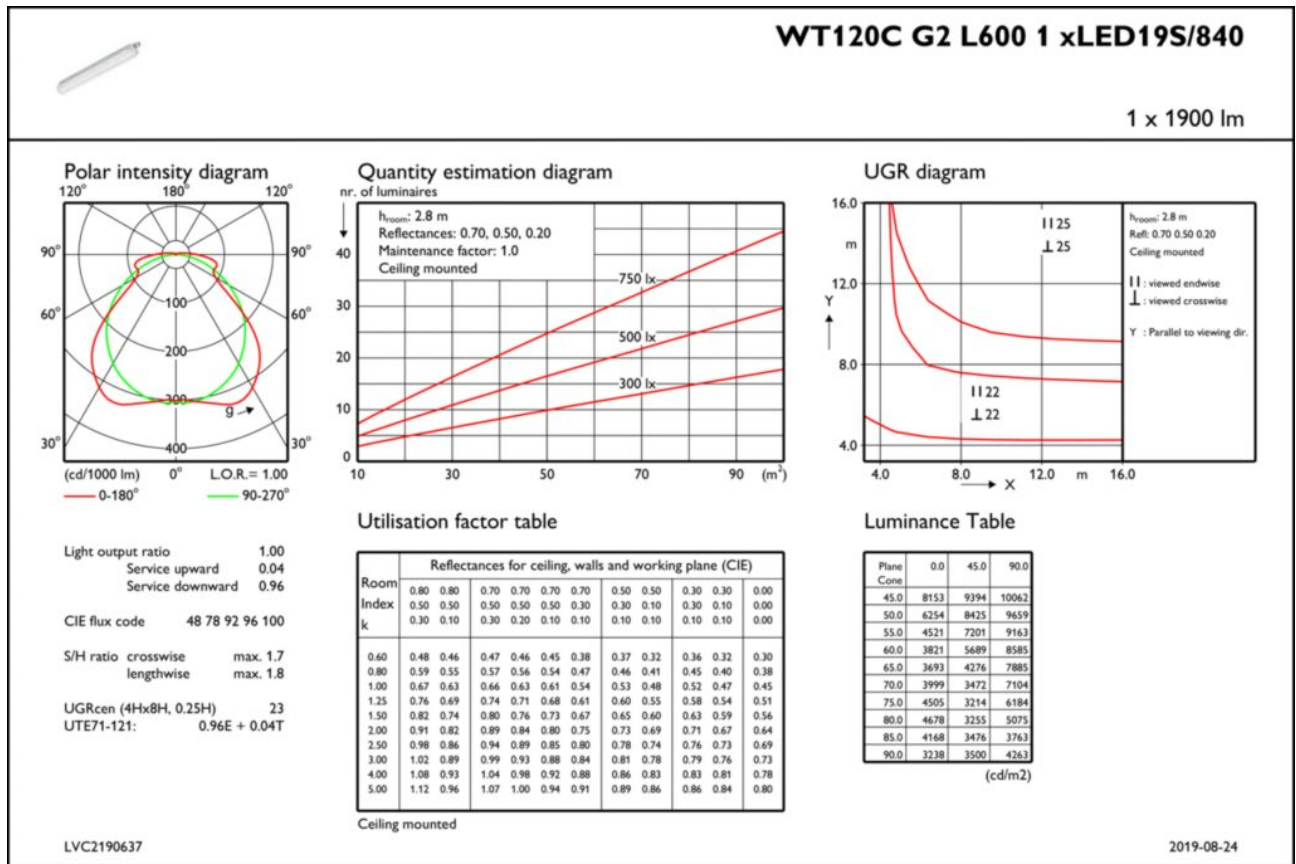 WT120C G2 L600 1 xLED19S/840
1 x 1900 lm
Polar intensity diagram
120° 180° 120°
90° 90°
60° 60°
30° 30°
100
200
300
400
g
(cd/1000 lm) 0° L.O.R.= 1.00
0-180° 90-270°
Quantity estimation diagram
nr. of luminaires
hroom: 2.8 m
Reflectances: 0.70, 0.50, 0.20
Maintenance factor: 1.0
Ceiling mounted
40
30
20
10
0
750 lx
500 lx
300 lx
10 30 50 70 90 (m²)
UGR diagram
16.0
m
12.0
Y
8.0
4.0
|| 25
⊥ 25
|| 22
⊥ 22
4.0 8.0 12.0 m 16.0
X
hroom: 2.8 m
Refl: 0.70 0.50 0.20
Ceiling mounted
|| : viewed endwise
⊥ : viewed crosswise
Y : Parallel to viewing dir.
Light output ratio 1.00
Service upward 0.04
Service downward 0.96
CIE flux code 48 78 92 96 100
S/H ratio crosswise max. 1.7
lengthwise max. 1.8
UGRcen (4Hx8H, 0.25H) 23
UTE71-121: 0.96E + 0.04T
Utilisation factor table
Reflectances for ceiling, walls and working plane (CIE)
Room
Index
k
0.80 0.80 0.70 0.70 0.70 0.70 0.50 0.50 0.30 0.30 0.00
0.50 0.50 0.50 0.50 0.50 0.30 0.30 0.10 0.30 0.10 0.00
0.30 0.10 0.30 0.20 0.10 0.10 0.10 0.10 0.10 0.10 0.00
0.60 0.48 0.46 0.47 0.46 0.45 0.38 0.37 0.32 0.36 0.32 0.30
0.80 0.59 0.55 0.57 0.56 0.54 0.47 0.46 0.41 0.45 0.40 0.38
1.00 0.67 0.63 0.66 0.63 0.61 0.54 0.53 0.48 0.52 0.47 0.45
1.25 0.76 0.69 0.74 0.71 0.68 0.61 0.60 0.55 0.58 0.54 0.51
1.50 0.82 0.74 0.80 0.76 0.73 0.67 0.65 0.60 0.63 0.59 0.56
2.00 0.91 0.82 0.89 0.84 0.80 0.75 0.73 0.69 0.71 0.67 0.64
2.50 0.98 0.86 0.94 0.89 0.85 0.80 0.78 0.74 0.76 0.73 0.69
3.00 1.02 0.89 0.99 0.93 0.88 0.84 0.81 0.78 0.79 0.76 0.73
4.00 1.08 0.93 1.04 0.98 0.92 0.88 0.86 0.83 0.83 0.81 0.78
5.00 1.12 0.96 1.07 1.00 0.94 0.91 0.89 0.86 0.86 0.84 0.80
Ceiling mounted
Luminance Table
Plane 0.0 45.0 90.0
Cone
45.0 8153 9394 10062
50.0 6254 8425 9659
55.0 4521 7201 9163
60.0 3821 5689 8585
65.0 3693 4276 7885
70.0 3999 3472 7104
75.0 4505 3214 6184
80.0 4678 3255 5075
85.0 4168 3476 3763
90.0 3238 3500 4263
(cd/m2)
LVC2190637
2019-08-24